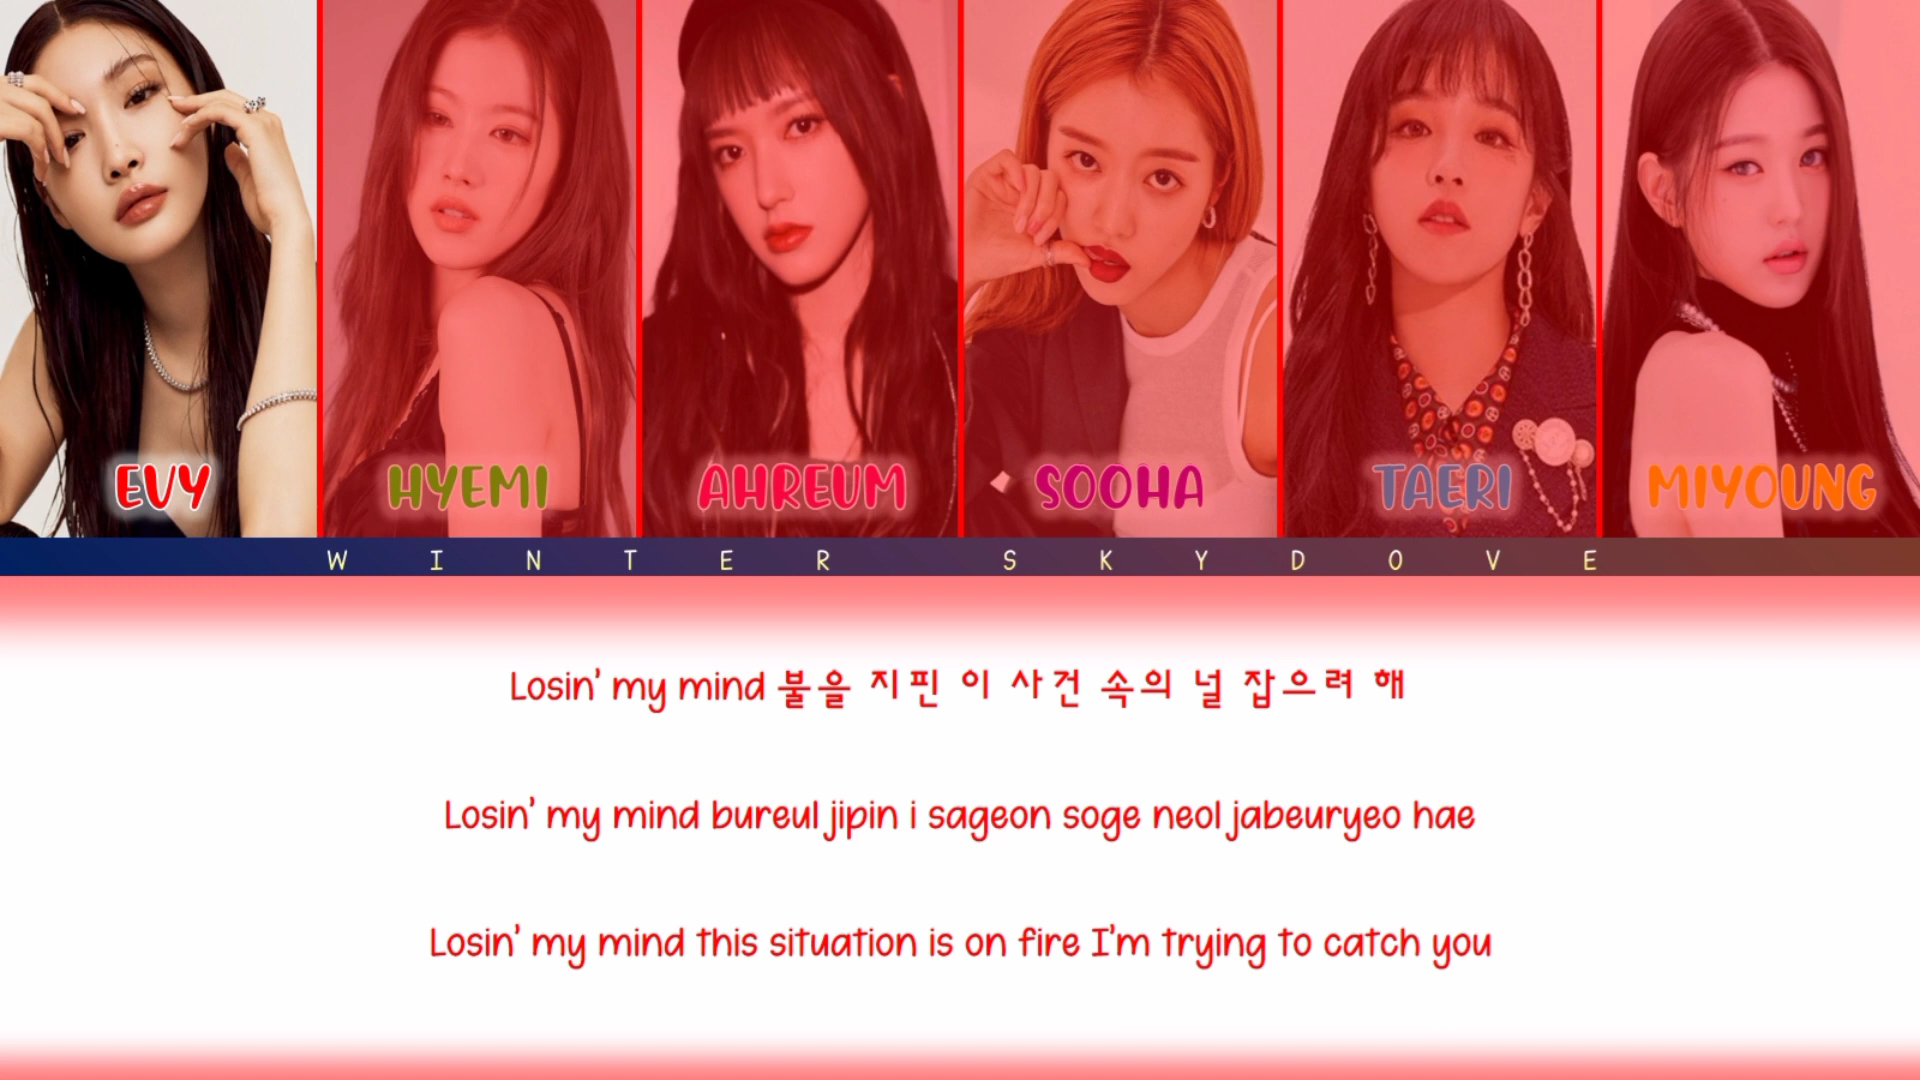 EVY
HYEMI
AHREUM
SOOHA
TAERI
MIYOUNG
WINTER SKYDOVE
Losin' my mind 불을 지핀 이 사건 속의 널 잡으려 해
Losin' my mind bureul jipin i sageon soge neol jabeuryeo hae
Losin' my mind this situation is on fire I'm trying to catch you